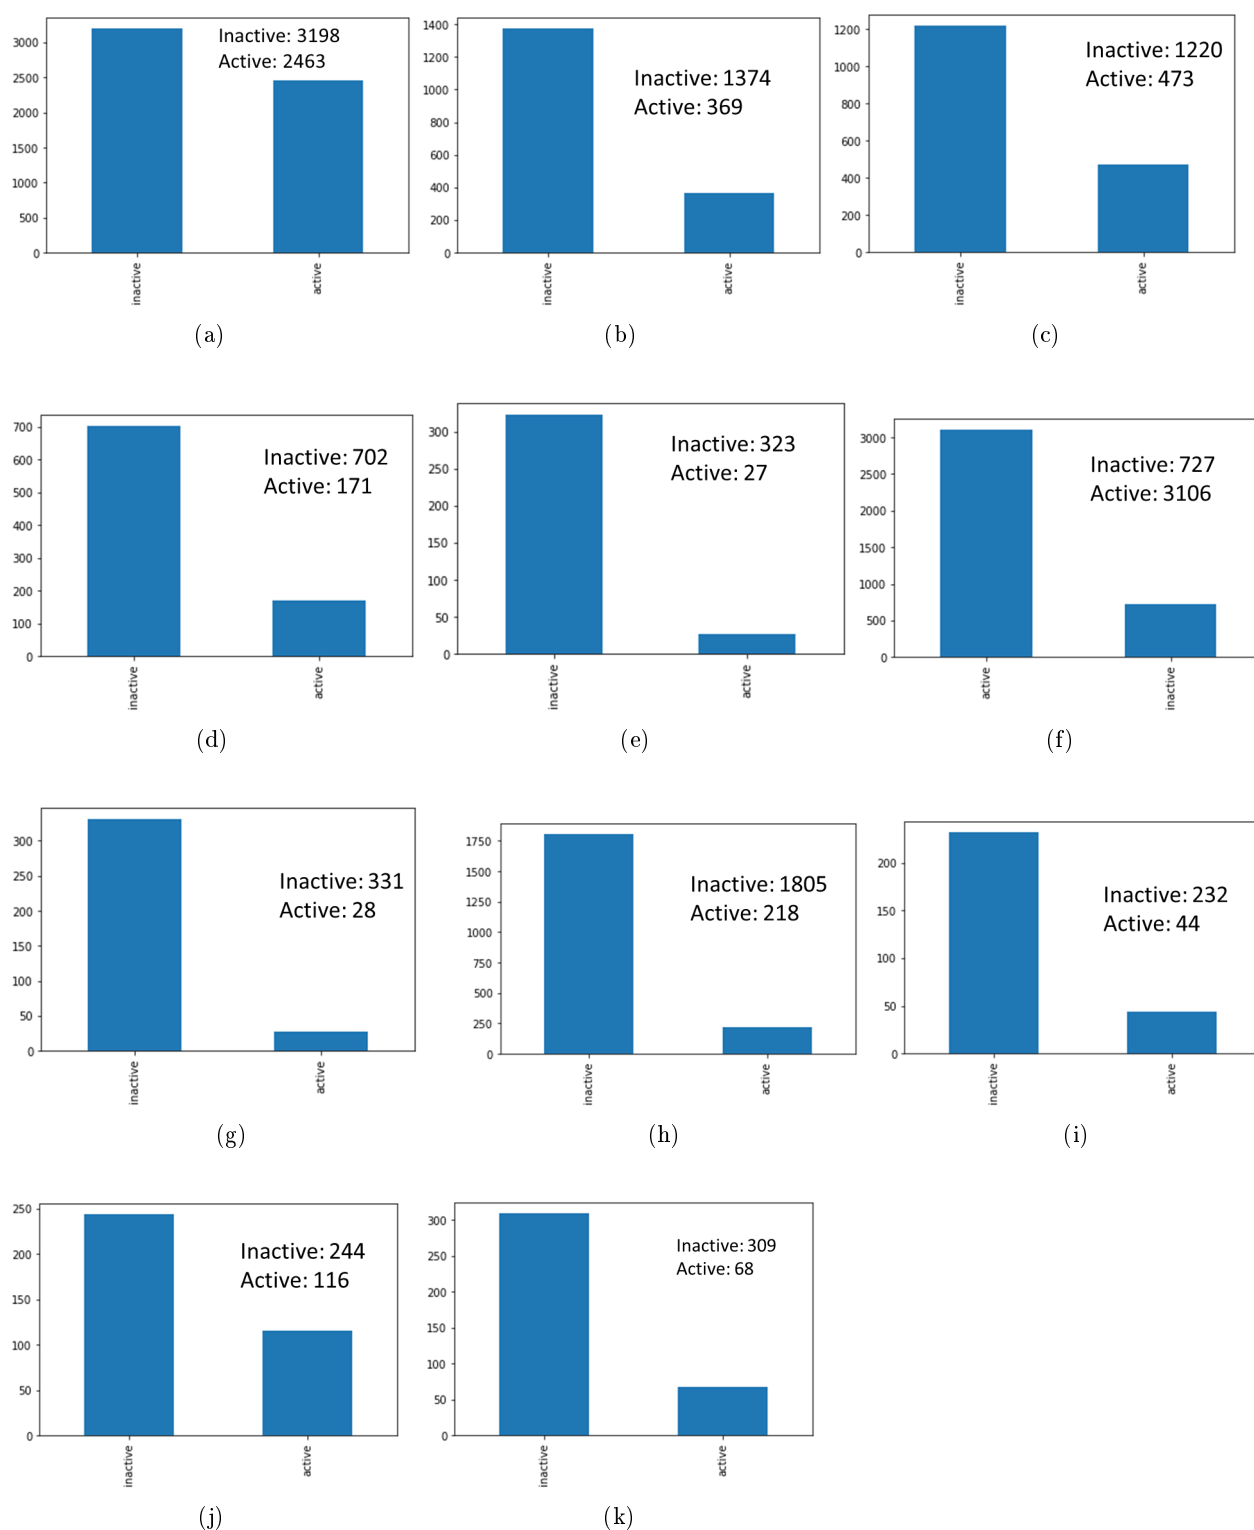 3000
2500
2000
1500
1000
500
0
Inactive: 3198
Active: 2463
inactive
active
(a)
1400
1200
1000
800
600
400
200
0
Inactive: 1374
Active: 369
inactive
active
(b)
1200
1000
800
600
400
200
0
Inactive: 1220
Active: 473
inactive
active
(c)
700
600
500
400
300
200
100
0
Inactive: 702
Active: 171
inactive
active
(d)
300
250
200
150
100
50
0
Inactive: 323
Active: 27
inactive
active
(e)
3000
2500
2000
1500
1000
500
0
Inactive: 727
Active: 3106
active
inactive
(f)
300
250
200
150
100
50
0
Inactive: 331
Active: 28
inactive
active
(g)
1750
1500
1250
1000
750
500
250
0
Inactive: 1805
Active: 218
inactive
active
(h)
200
150
100
50
0
Inactive: 232
Active: 44
inactive
active
(i)
250
200
150
100
50
0
Inactive: 244
Active: 116
inactive
active
(j)
300
250
200
150
100
50
0
Inactive: 309
Active: 68
inactive
active
(k)